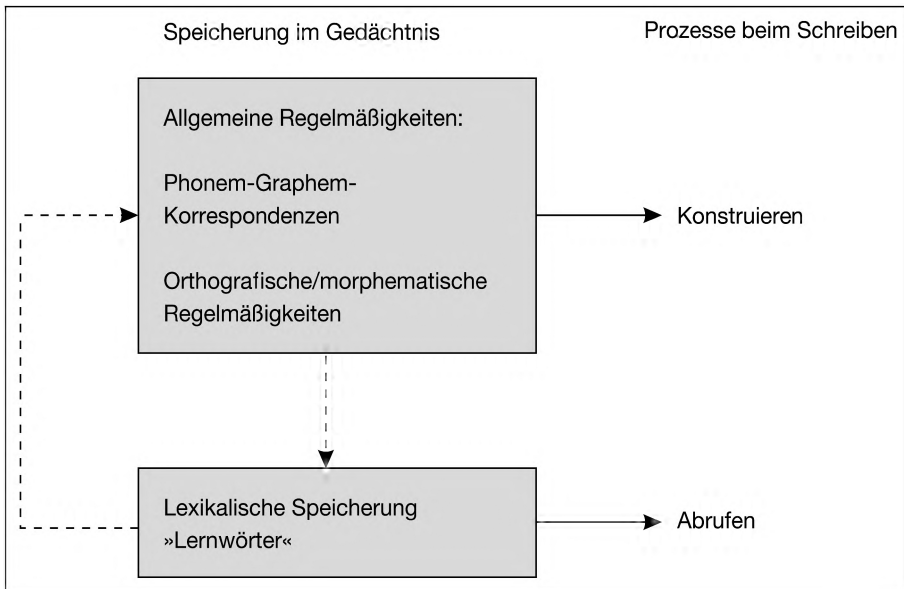 Speicherung im Gedächtnis
Prozesse beim Schreiben
Allgemeine Regelmäßigkeiten:
Phonem-Graphem-
Korrespondenzen
Konstruieren
Orthografische/morphematische
Regelmäßigkeiten
Lexikalische Speicherung
»Lernwörter«
Abrufen